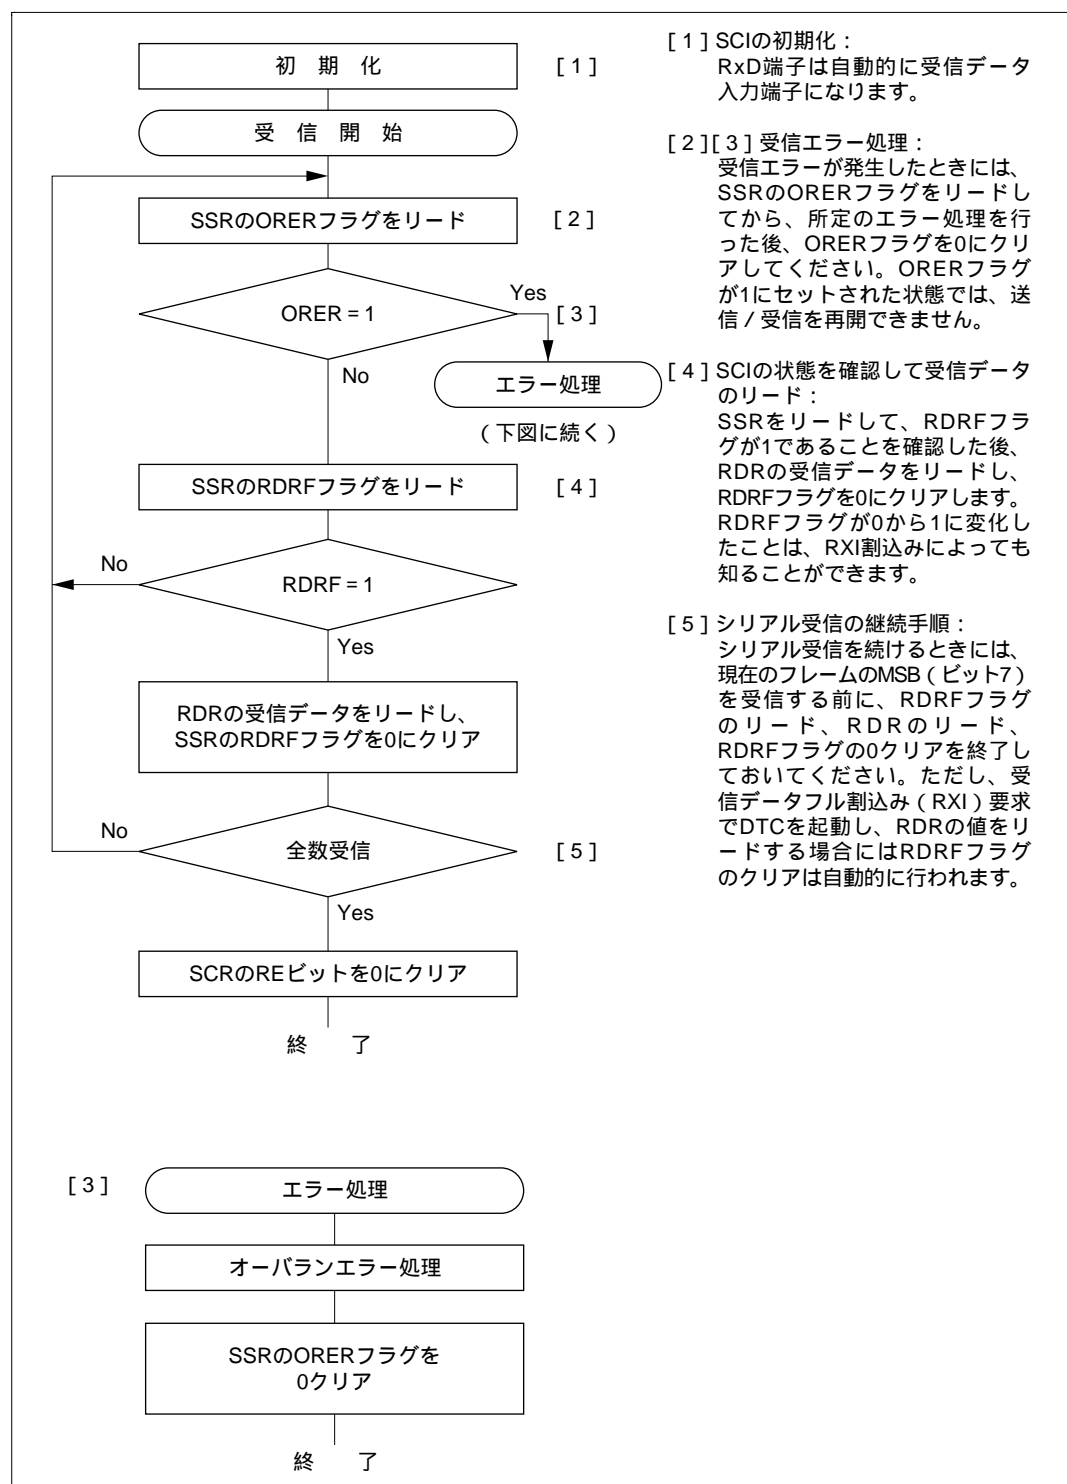 初 期 化
[ 1 ]
受 信 開 始
SSRのORERフラグをリード
[ 2 ]
ORER = 1
Yes
[ 3 ]
No
エラー処理
( 下図に続く )
SSRのRDRFフラグをリード
[ 4 ]
No
RDRF = 1
Yes
RDRの受信データをリードし、
SSRのRDRFフラグを0にクリア
No
全数受信
[ 5 ]
Yes
SCRのREビットを0にクリア
終 了
[ 3 ]
エラー処理
オーバランエラー処理
SSRのORERフラグを
0クリア
終 了
[ 1 ] SCIの初期化 :
RxD端子は自動的に受信データ
入力端子になります。
[ 2 ][ 3 ] 受信エラー処理 :
受信エラーが発生したときには、
SSRのORERフラグをリードし
てから、所定のエラー処理を行
った後、ORERフラグを0にクリ
アしてください。ORERフラグ
が1にセットされた状態では、送
信 / 受信を再開できません。
[ 4 ] SCIの状態を確認して受信データ
のリード :
SSRをリードして、RDRFフラ
グが1であることを確認した後、
RDRの受信データをリードし、
RDRFフラグを0にクリアします。
RDRFフラグが0から1に変化し
たことは、RXI割込みによっても
知ることができます。
[ 5 ] シリアル受信の継続手順 :
シリアル受信を続けるときには、
現在のフレームのMSB ( ビット7 )
を受信する前に、RDRFフラグ
のリード、RDRのリード、
RDRFフラグの0クリアを終了し
ておいてください。ただし、受
信データフル割込み ( RXI ) 要求
でDTCを起動し、RDRの値をリ
ードする場合にはRDRFフラグ
のクリアは自動的に行われます。